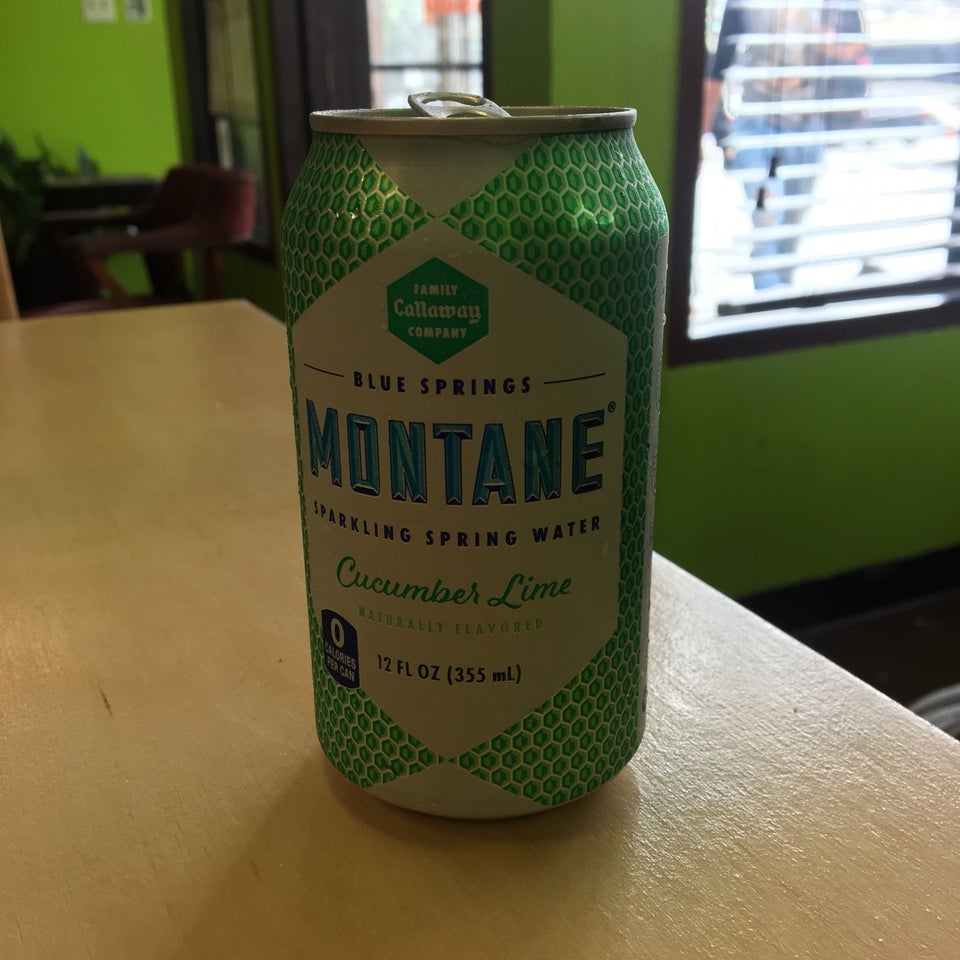 FAMILY
Callaway
COMPANY
BLUE SPRINGS
MONTANE®
SPARKLING SPRING WATER
Cucumber Lime
NATURALLY FLAVORED
0
CALORIES
PER CAN
12 FL OZ (355 mL)